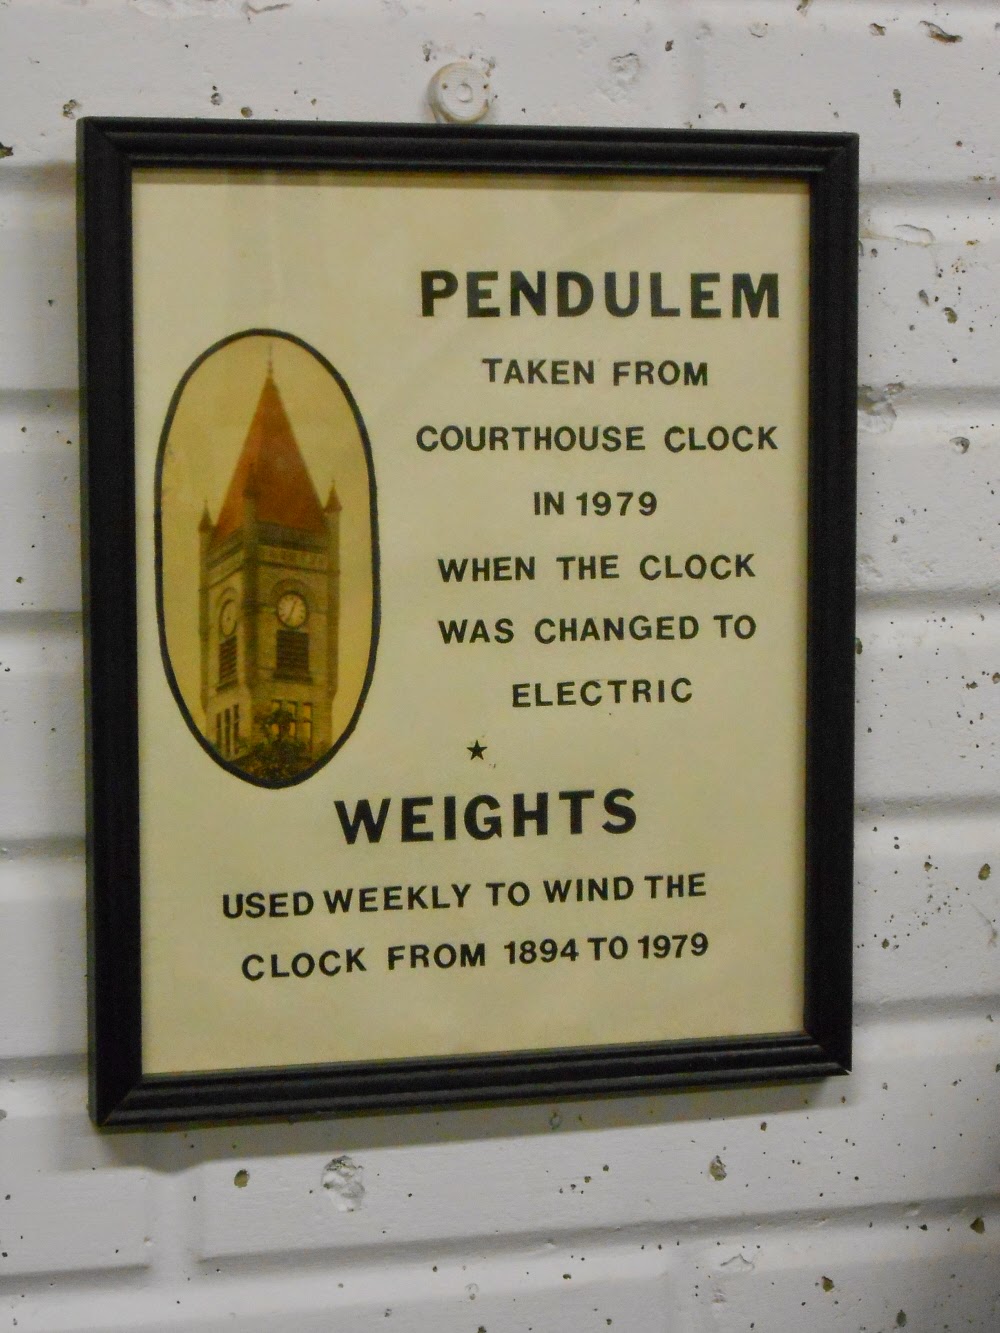 PENDULEM
TAKEN FROM
COURTHOUSE CLOCK
IN 1979
WHEN THE CLOCK
WAS CHANGED TO
ELECTRIC
★
WEIGHTS
USED WEEKLY TO WIND THE
CLOCK FROM 1894 TO 1979